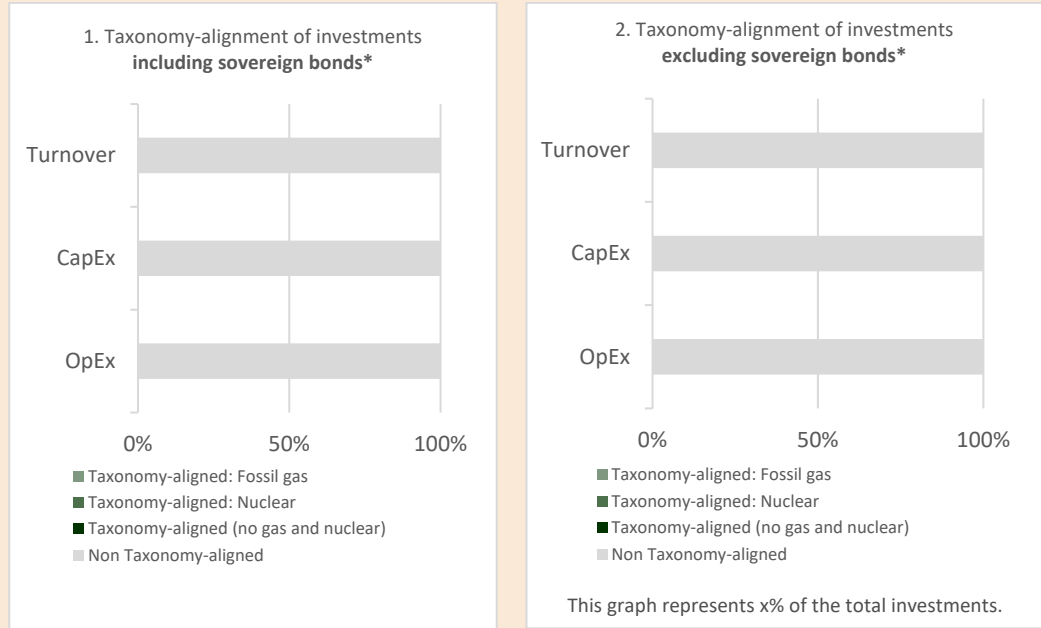 1. Taxonomy-alignment of investments
including sovereign bonds*
Turnover
CapEx
OpEx
0% 50% 100%
Taxonomy-aligned: Fossil gas
Taxonomy-aligned: Nuclear
Taxonomy-aligned (no gas and nuclear)
Non Taxonomy-aligned
2. Taxonomy-alignment of investments
excluding sovereign bonds*
Turnover
CapEx
OpEx
0% 50% 100%
Taxonomy-aligned: Fossil gas
Taxonomy-aligned: Nuclear
Taxonomy-aligned (no gas and nuclear)
Non Taxonomy-aligned
This graph represents x% of the total investments.